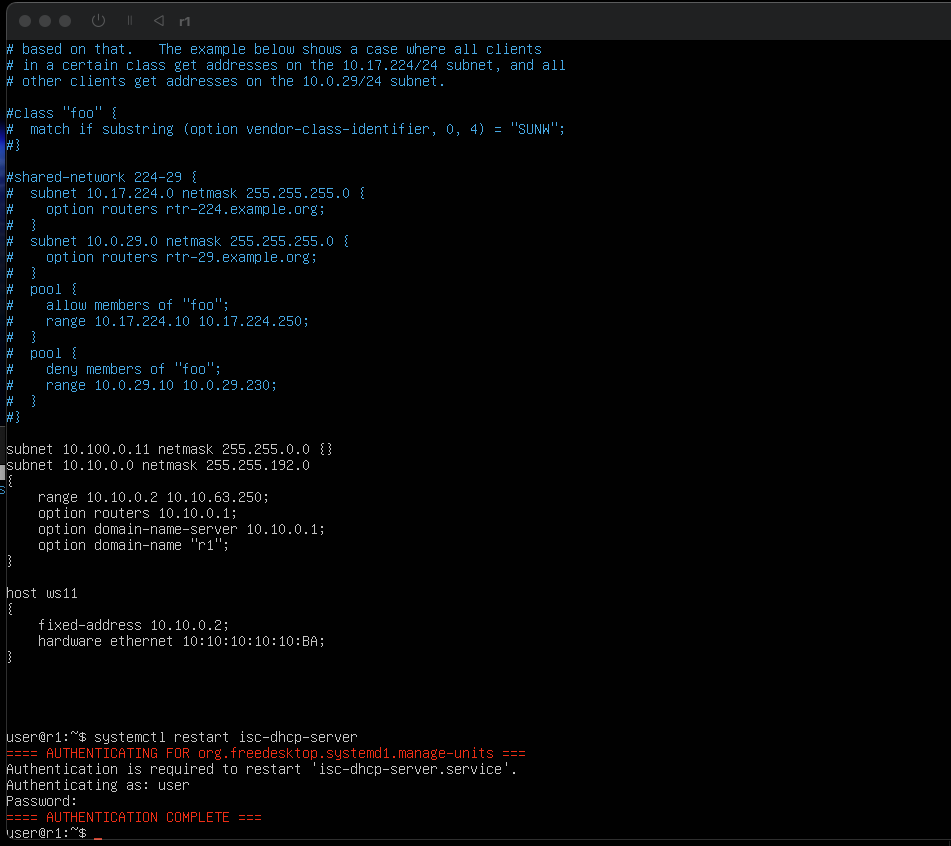 r1
# based on that.   The example below shows a case where all clients
# in a certain class get addresses on the 10.17.224/24 subnet, and all
# other clients get addresses on the 10.0.29/24 subnet.
#class "foo" {
#  match if substring (option vendor-class-identifier, 0, 4) = "SUNW";
#}
#shared-network 224-29 {
#  subnet 10.17.224.0 netmask 255.255.255.0 {
#    option routers rtr-224.example.org;
#  }
#  subnet 10.0.29.0 netmask 255.255.255.0 {
#    option routers rtr-29.example.org;
#  }
#  pool {
#    allow members of "foo";
#    range 10.17.224.10 10.17.224.250;
#  }
#  pool {
#    deny members of "foo";
#    range 10.0.29.10 10.0.29.230;
#  }
#}
subnet 10.100.0.11 netmask 255.255.0.0 {}
subnet 10.10.0.0 netmask 255.255.192.0
{
    range 10.10.0.2 10.10.63.250;
    option routers 10.10.0.1;
    option domain-name-server 10.10.0.1;
    option domain-name "r1";
}
host ws11
{
    fixed-address 10.10.0.2;
    hardware ethernet 10:10:10:10:10:BA;
}
user@r1:~$ systemctl restart isc-dhcp-server
==== AUTHENTICATING FOR org.freedesktop.systemd1.manage-units ===
Authentication is required to restart 'isc-dhcp-server.service'.
Authenticating as: user
Password:
==== AUTHENTICATION COMPLETE ===
user@r1:~$ _